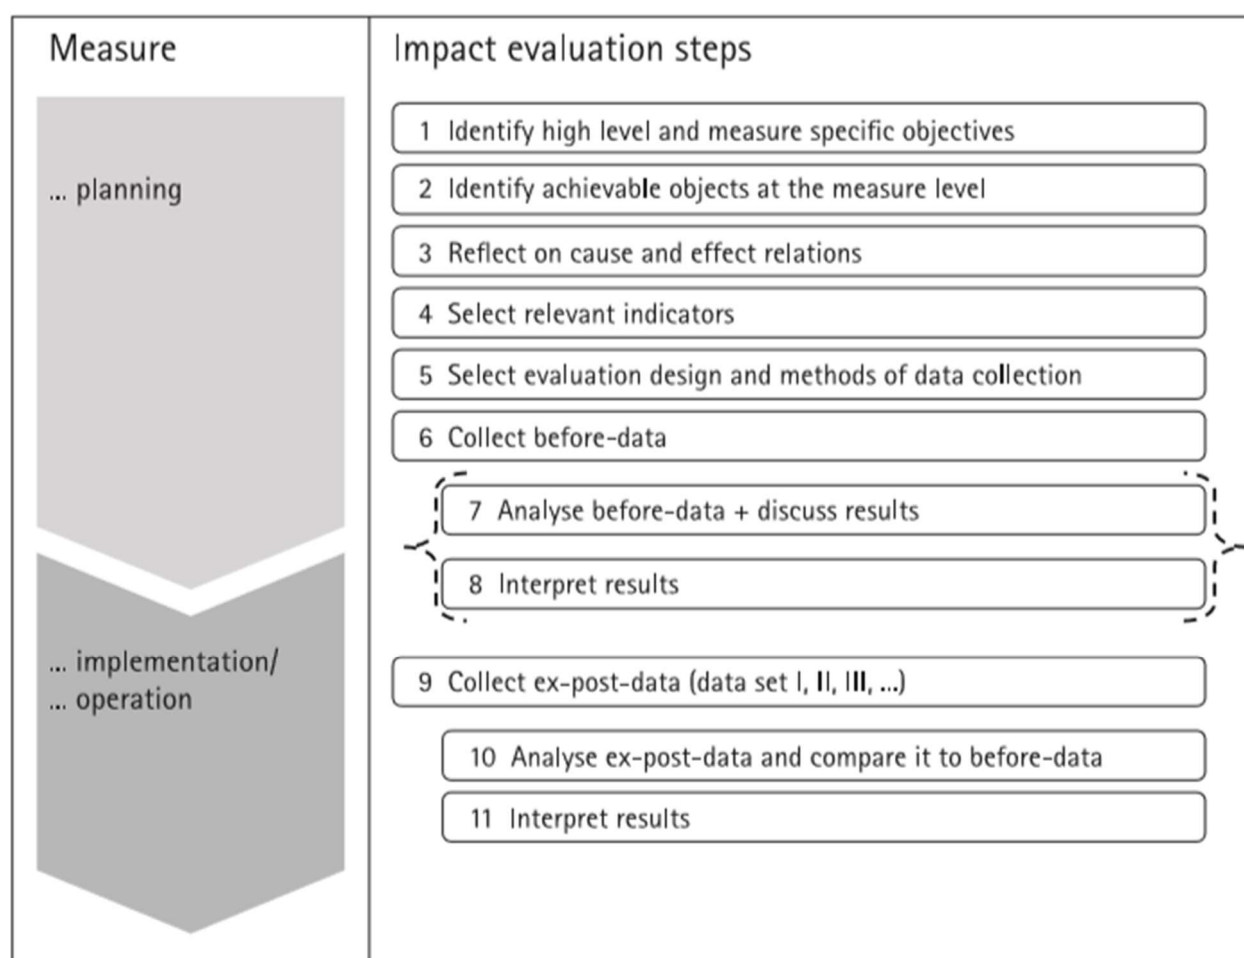 Measure
Impact evaluation steps
... planning
1 Identify high level and measure specific objectives
2 Identify achievable objects at the measure level
3 Reflect on cause and effect relations
4 Select relevant indicators
5 Select evaluation design and methods of data collection
6 Collect before-data
7 Analyse before-data + discuss results
8 Interpret results
... implementation/
... operation
9 Collect ex-post-data (data set I, II, III, ...)
10 Analyse ex-post-data and compare it to before-data
11 Interpret results